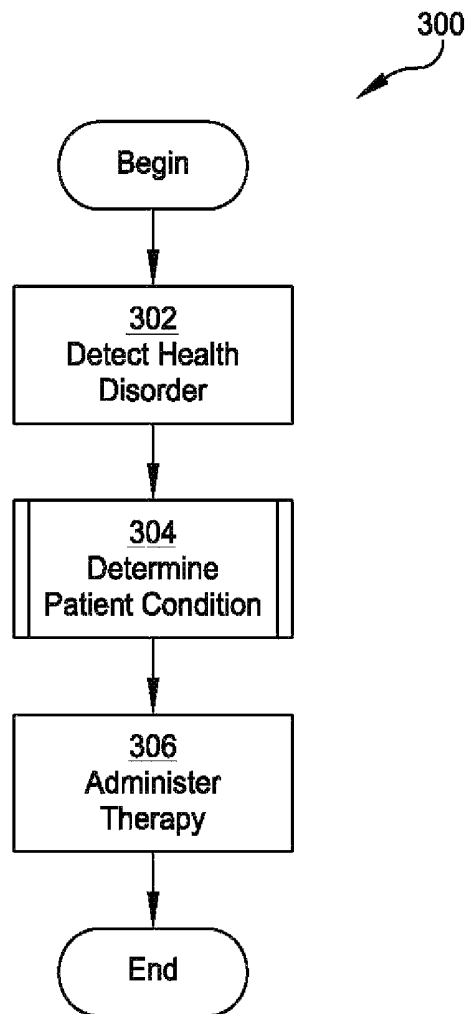 300
Begin
302
Detect Health
Disorder
304
Determine
Patient Condition
306
Administer
Therapy
End